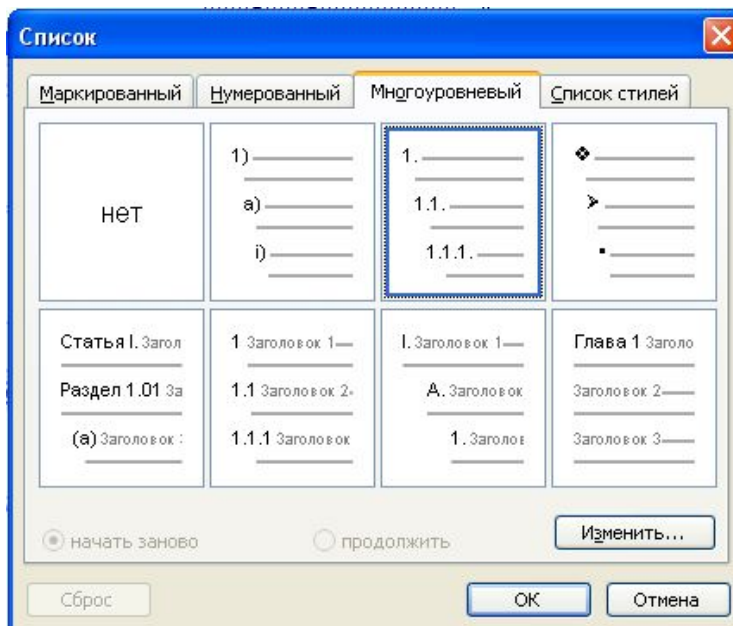 Список
Маркированный Нумерованный Многоуровневый Список стилей
нет
1)
a)
i)
1.
1.1.
1.1.1.
Статья I. Загол
Раздел 1.01 За
(a) Заголовок
1 Заголовок 1
1.1 Заголовок 2
1.1.1 Заголовок
I. Заголовок 1
A. Заголовок
1. Заголов
Глава 1 Заголо
Заголовок 2
Заголовок 3
начать заново продолжить Изменить...
Сброс ОК Отмена